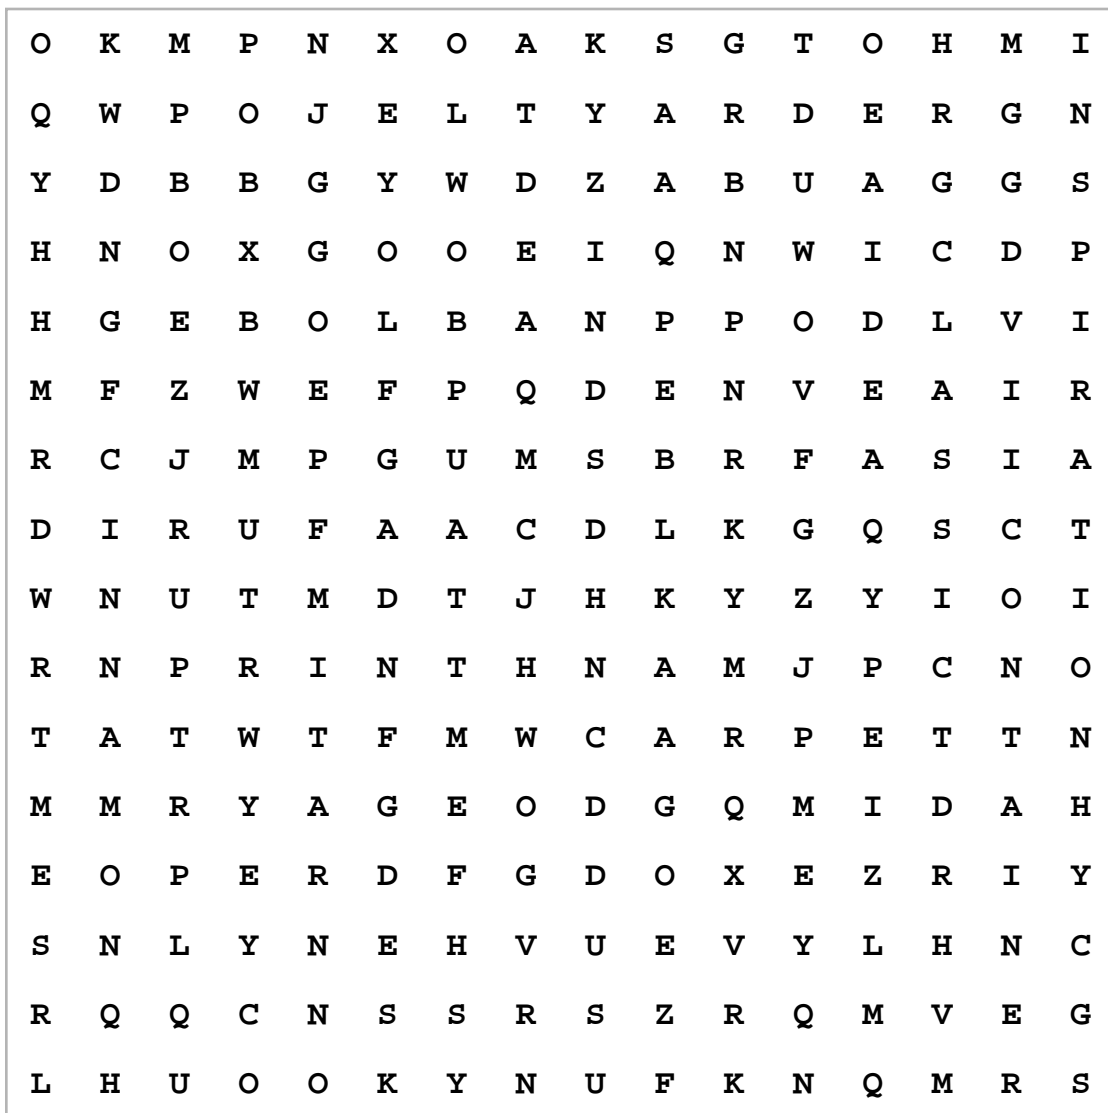 O K M P N X O A K S G T O H M I
Q W P O J E L T Y A R D E R G N
Y D B B G Y W D Z A B U A G G S
H N O X G O O E I Q N W I C D P
H G E B O L B A N P P O D L V I
M F Z W E F P Q D E N V E A I R
R C J M P G U M S B R F A S I A
D I R U F A A C D L K G Q S C T
W N U T M D T J H K Y Z Y I O I
R N P R I N T H N A M J P C N O
T A T W T F M W C A R P E T T N
M M R Y A G E O D G Q M I D A H
E O P E R D F G D O X E Z R I Y
S N L Y N E H V U E V Y L H N C
R Q Q C N S S R S Z R Q M V E G
L H U O O K Y N U F K N Q M R S